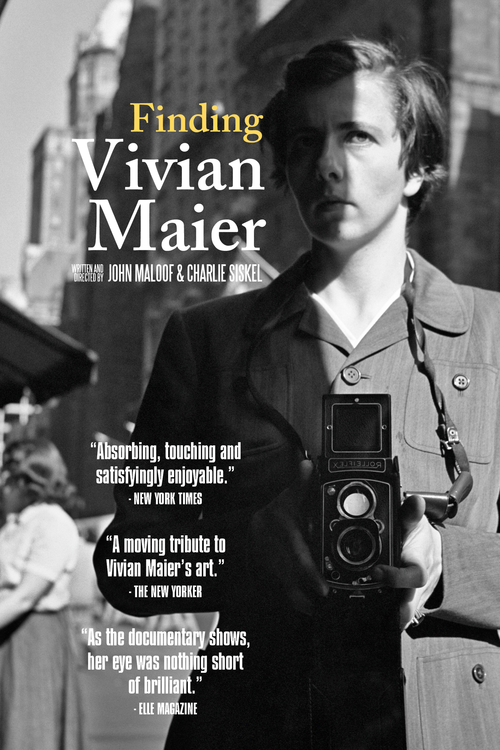 Finding
Vivian
Maier
WRITTEN AND
DIRECTED BY JOHN MALOOF & CHARLIE SISKEL
“Absorbing, touching and
satisfyingly enjoyable.”
- NEW YORK TIMES
“A moving tribute to
Vivian Maier’s art.”
- THE NEW YORKER
“As the documentary shows,
her eye was nothing short
of brilliant.”
- ELLE MAGAZINE
ROLLEIFLEX